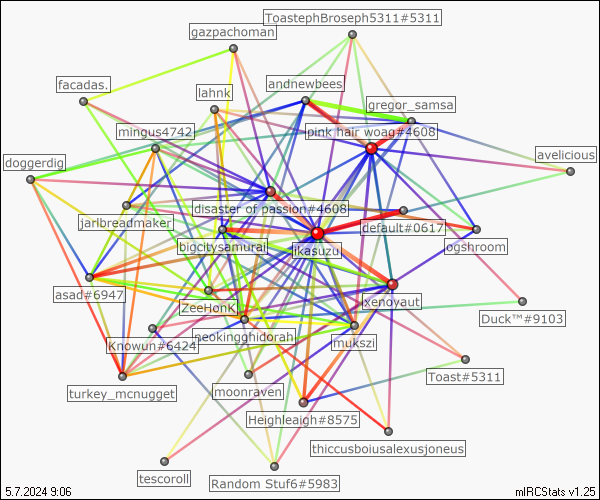 ToastephBroseph5311#5311
gazpachoman
facadas.
andnewbees
lahnk
gregor_samsa
mingus4742
pink hair woag#4608
avelicious
doggerdig
disaster of passion#4608
jarlbreadmaker
default#0617
bigcitysamurai
ikasuzu
ogshroom
asad#6947
xenoyaut
ZeeHonK
Duck™#9103
neokingghidorah
Knowun#6424
mukszi
Toast#5311
turkey_mcnugget
moonraven
Heighleaigh#8575
thiccusboiusalexusjoneus
tescoroll
Random Stuf6#5983
5.7.2024 9:06
mIRCStats v1.25